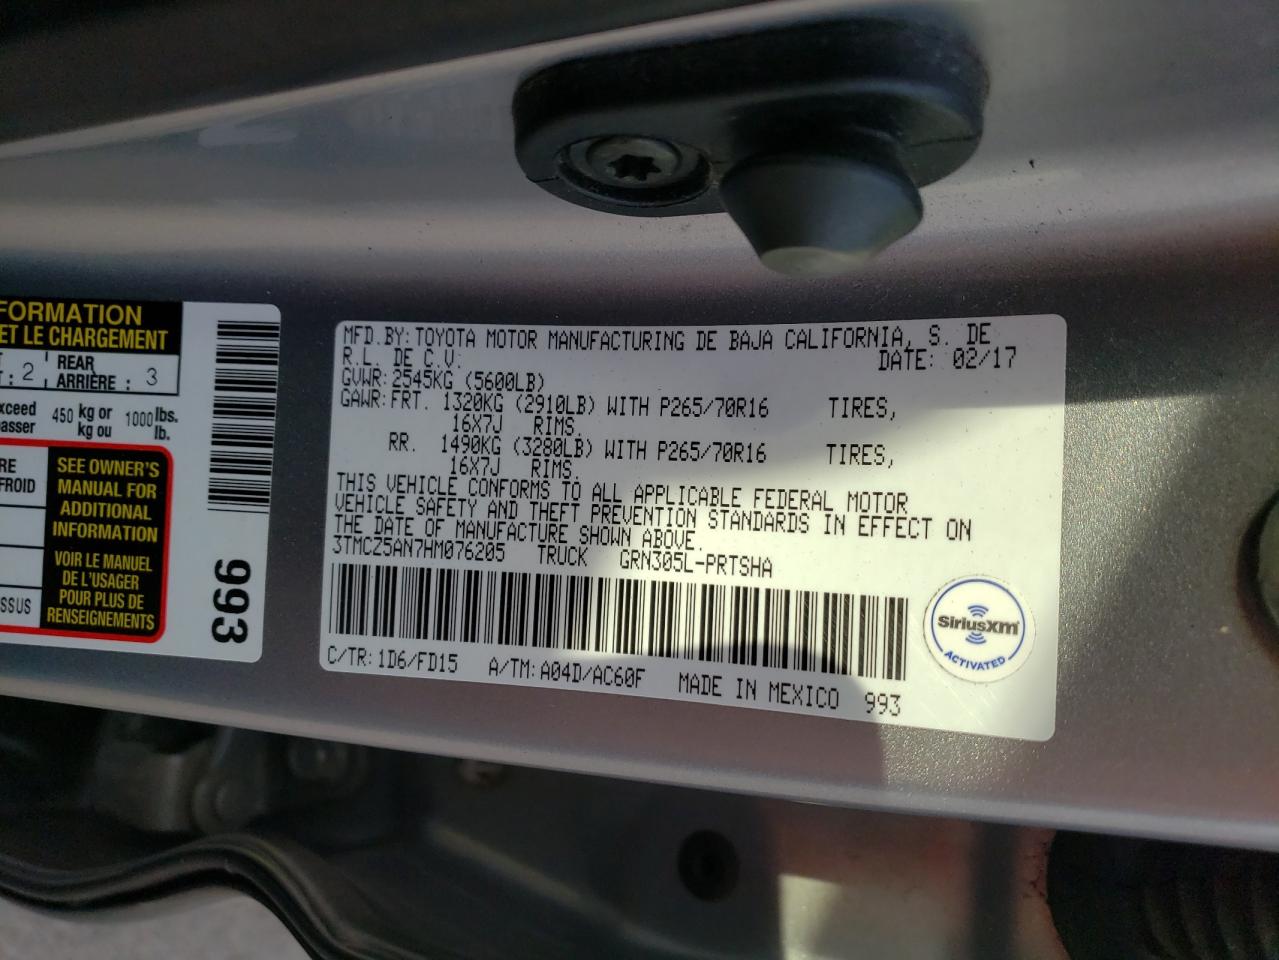 FORMATION
ET LE CHARGEMENT
: 2 REAR
ARRIÈRE : 3
xceed 450 kg or 1000 lbs.
passer kg ou lb.
RE
FROID
SSUS
SEE OWNER'S
MANUAL FOR
ADDITIONAL
INFORMATION
VOIR LE MANUEL
DE L'USAGER
POUR PLUS DE
RENSEIGNEMENTS
993
MFD.BY:TOYOTA MOTOR MANUFACTURING DE BAJA CALIFORNIA, S. DE
R.L. DE C.V. DATE: 02/17
GVWR:2545KG (5600LB)
GAWR:FRT. 1320KG (2910LB) WITH P265/70R16 TIRES,
16X7J RIMS.
RR. 1490KG (3280LB) WITH P265/70R16 TIRES,
16X7J RIMS.
THIS VEHICLE CONFORMS TO ALL APPLICABLE FEDERAL MOTOR
VEHICLE SAFETY AND THEFT PREVENTION STANDARDS IN EFFECT ON
THE DATE OF MANUFACTURE SHOWN ABOVE.
3TMCZ5AN7HM076205 TRUCK GRN305L-PRTSHA
C/TR:1D6/FD15 A/TM:A04D/AC60F MADE IN MEXICO 993
SiriusXM
ACTIVATED